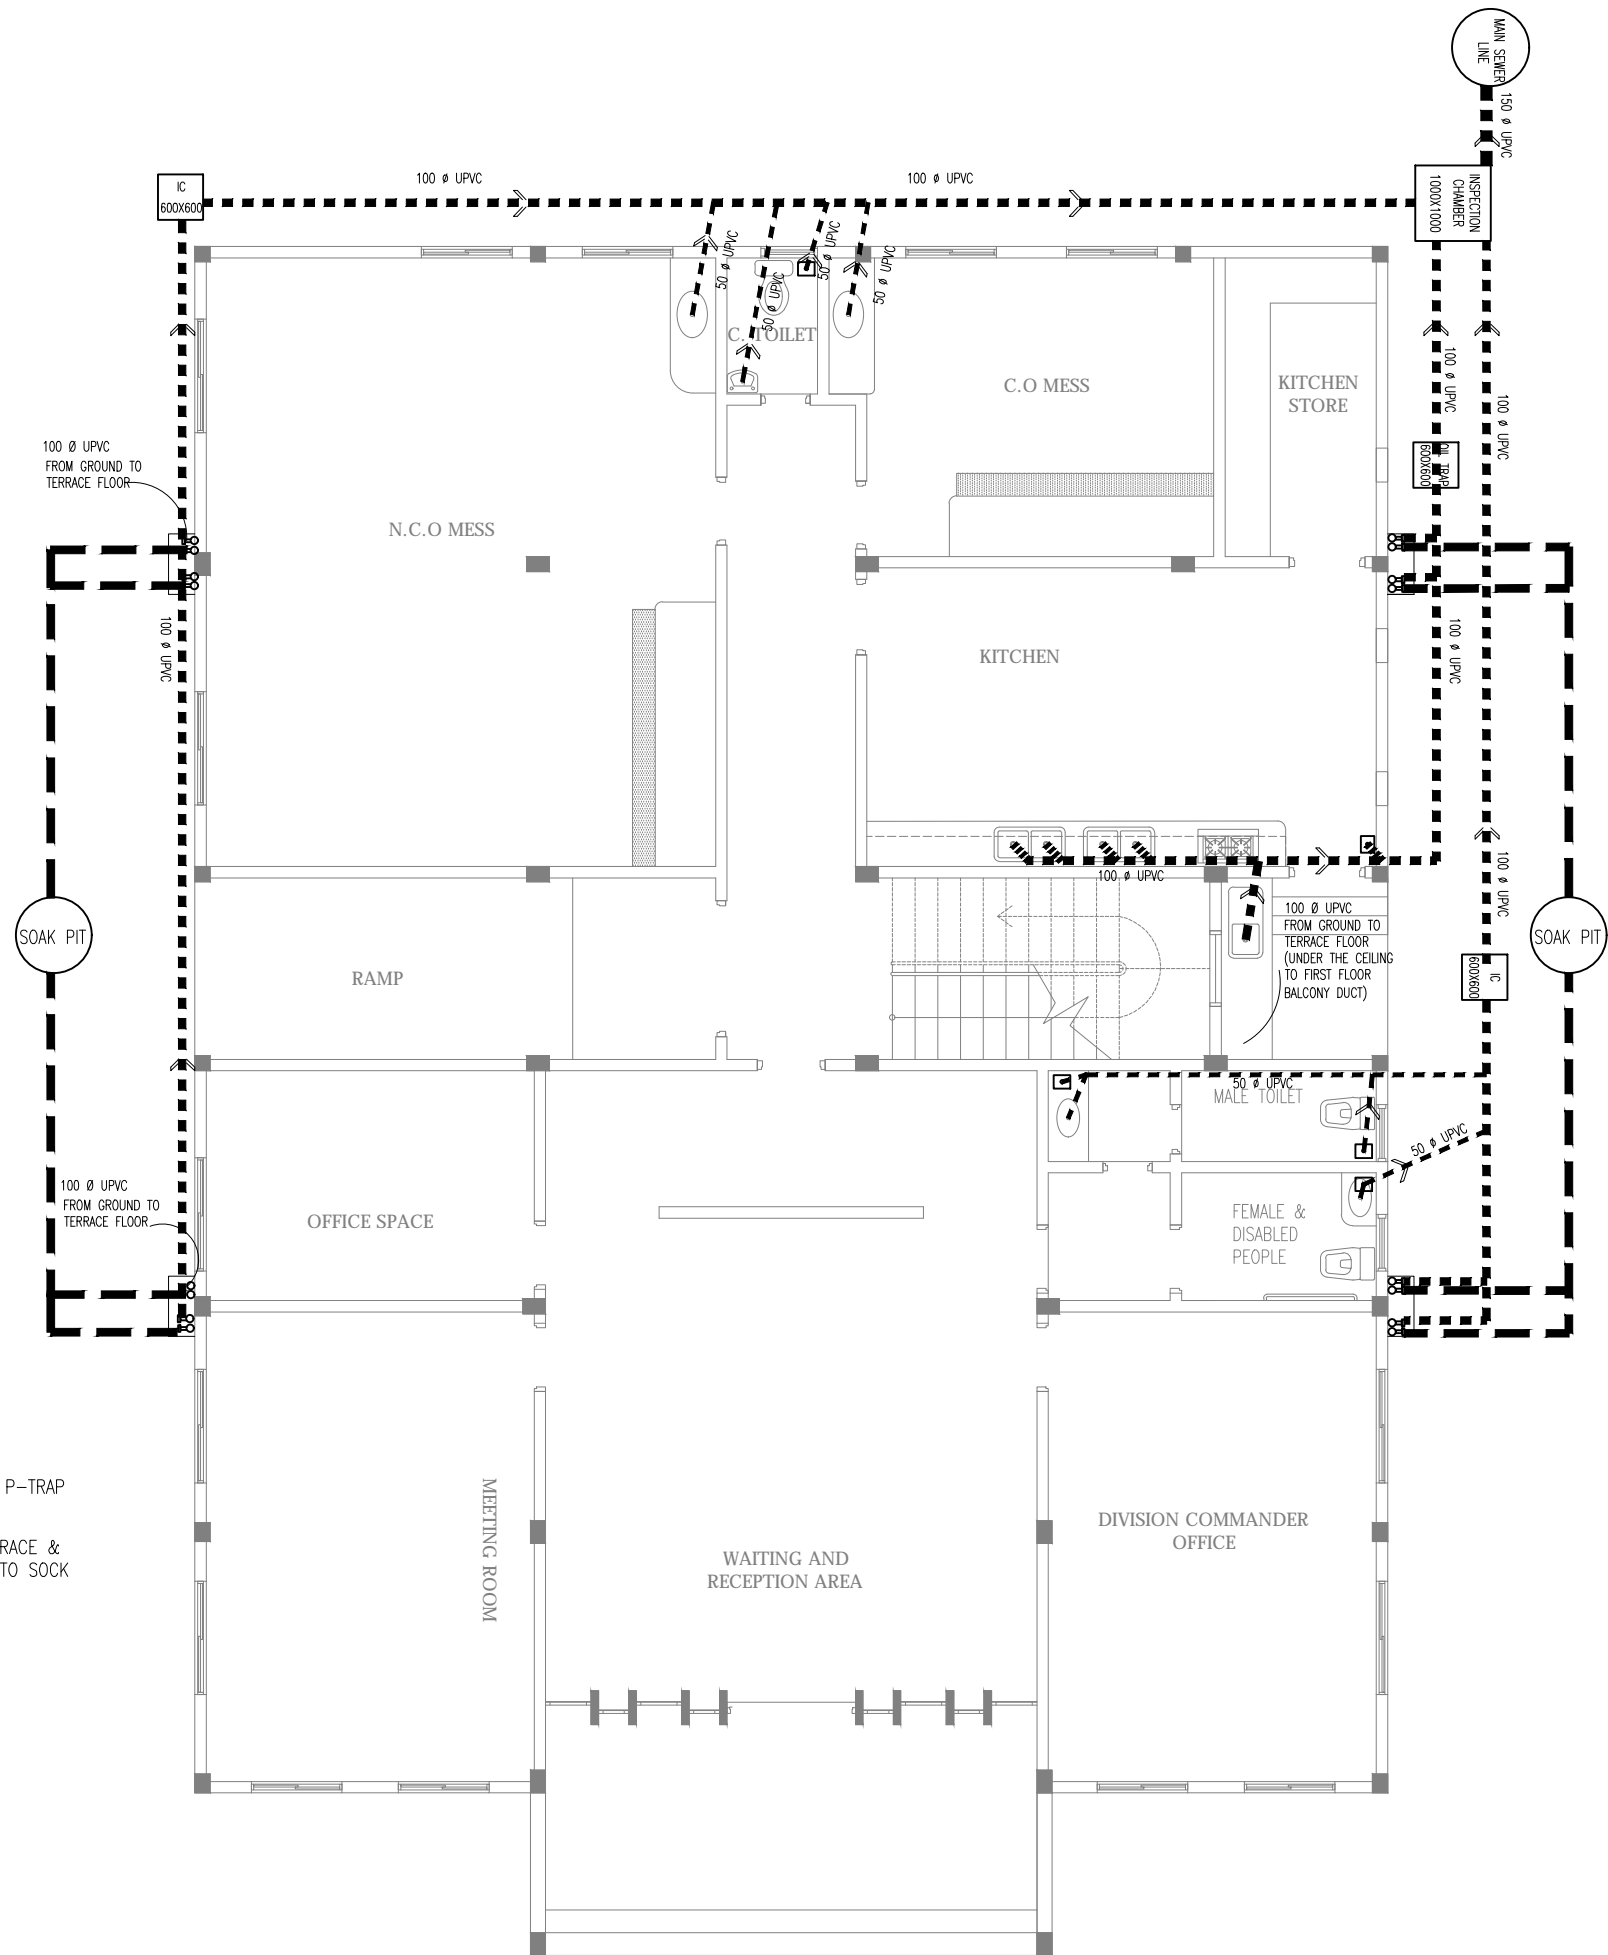 MAIN SEWER
LINE
150 ø UPVC
IC
600X600
100 ø UPVC
100 ø UPVC
INSPECTION
CHAMBER
1000X1000
50 ø UPVC
50 ø UPVC
50 ø UPVC
50 ø UPVC
C. TOILET
C.O MESS
KITCHEN
STORE
100 ø UPVC
100 ø UPVC
OIL TRAP
600X600
100 Ø UPVC
FROM GROUND TO
TERRACE FLOOR
N.C.O MESS
100 ø UPVC
KITCHEN
100 ø UPVC
100 ø UPVC
100 ø UPVC
SOAK PIT
100 Ø UPVC
FROM GROUND TO
TERRACE FLOOR
(UNDER THE CEILING
TO FIRST FLOOR
BALCONY DUCT)
SOAK PIT
IC
600X600
RAMP
50 ø UPVC
MALE TOILET
50 ø UPVC
100 Ø UPVC
FROM GROUND TO
TERRACE FLOOR
OFFICE SPACE
FEMALE &
DISABLED
PEOPLE
P-TRAP
RACE &
TO SOCK
MEETING ROOM
WAITING AND
RECEPTION AREA
DIVISION COMMANDER
OFFICE